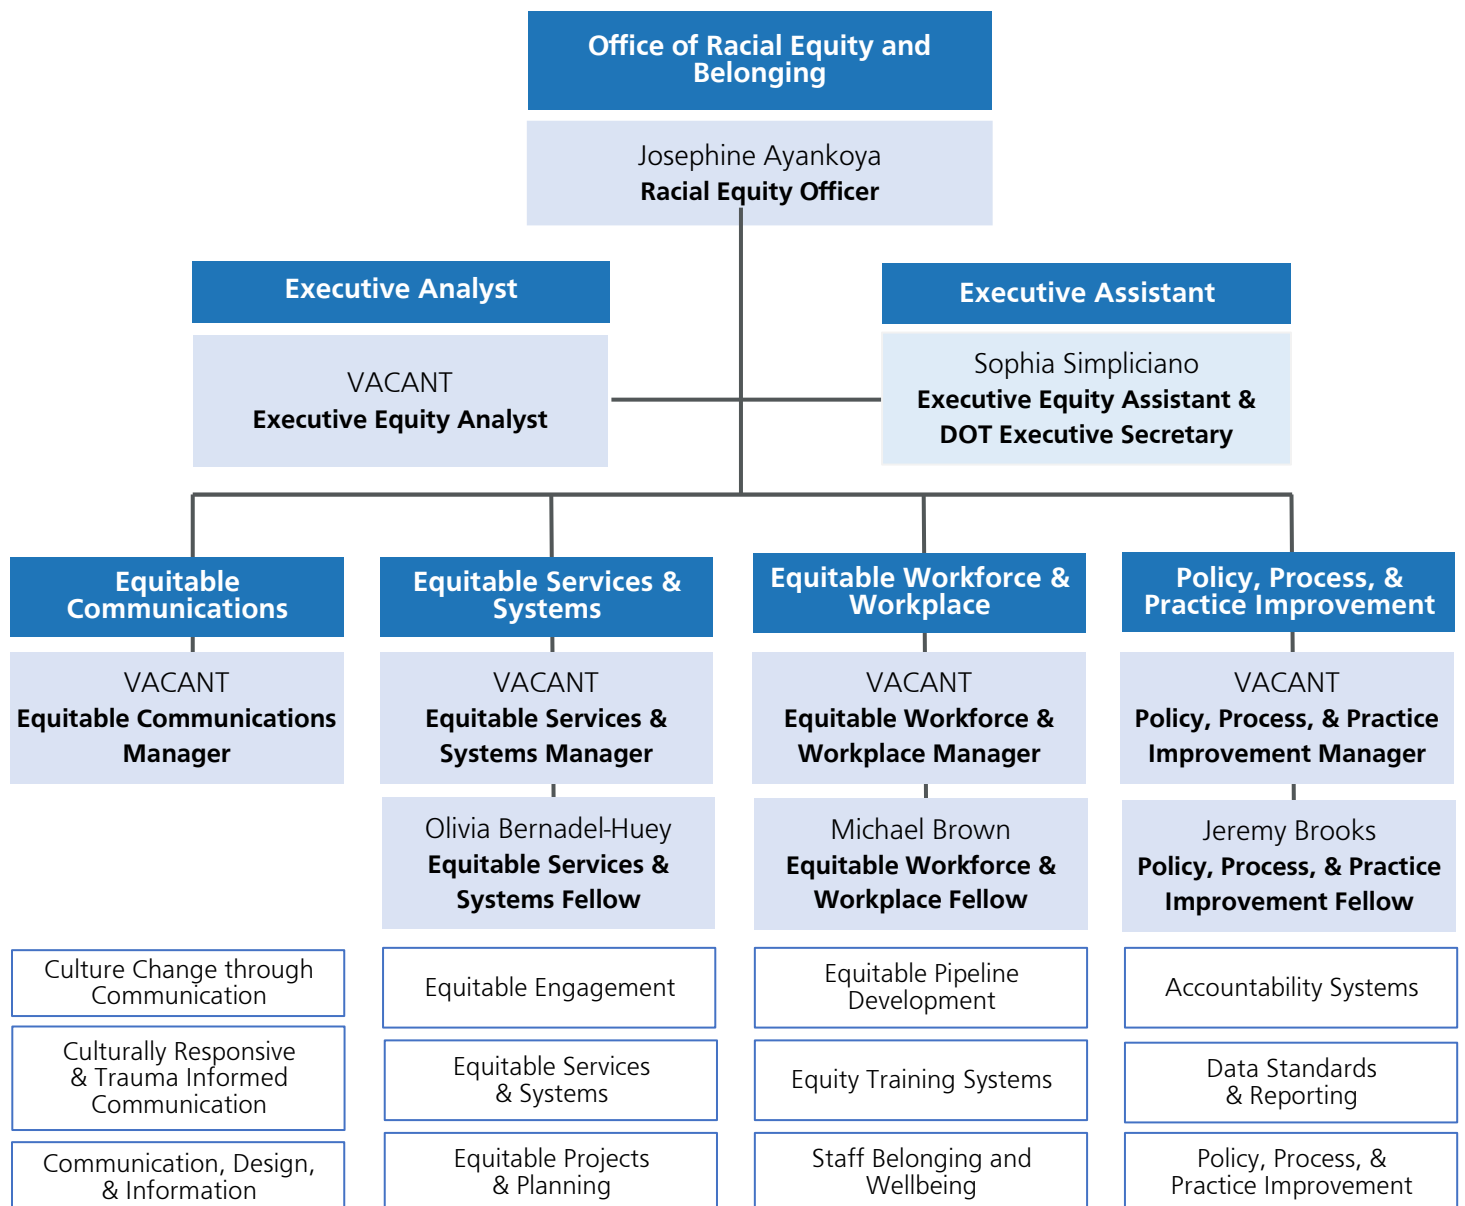 Office of Racial Equity and
Belonging
Josephine Ayankoya
Racial Equity Officer
Executive Analyst
VACANT
Executive Equity Analyst
Executive Assistant
Sophia Simpliciano
Executive Equity Assistant &
DOT Executive Secretary
Equitable
Communications
VACANT
Equitable Communications
Manager
Culture Change through
Communication
Culturally Responsive
& Trauma Informed
Communication
Communication, Design,
& Information
Equitable Services &
Systems
VACANT
Equitable Services &
Systems Manager
Olivia Bernadel-Huey
Equitable Services &
Systems Fellow
Equitable Engagement
Equitable Services
& Systems
Equitable Projects
& Planning
Equitable Workforce &
Workplace
VACANT
Equitable Workforce &
Workplace Manager
Michael Brown
Equitable Workforce &
Workplace Fellow
Equitable Pipeline
Development
Equity Training Systems
Staff Belonging and
Wellbeing
Policy, Process, &
Practice Improvement
VACANT
Policy, Process, & Practice
Improvement Manager
Jeremy Brooks
Policy, Process, & Practice
Improvement Fellow
Accountability Systems
Data Standards
& Reporting
Policy, Process, &
Practice Improvement